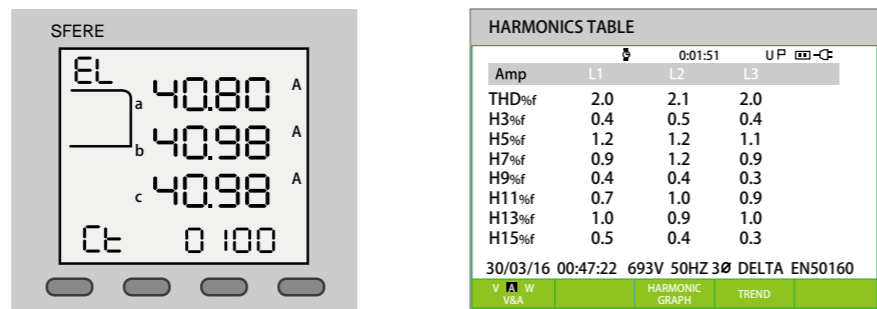 SFERE
EL
a 40.80 A
b 40.98 A
c 40.98 A
Ct 0 100
HARMONICS TABLE
0:01:51 UP
Amp L1 L2 L3
THD%f 2.0 2.1 2.0
H3%f 0.4 0.5 0.4
H5%f 1.2 1.2 1.1
H7%f 0.9 1.2 0.9
H9%f 0.4 0.4 0.3
H11%f 0.7 1.0 0.9
H13%f 1.0 0.9 1.0
H15%f 0.5 0.4 0.3
30/03/16 00:47:22 693V 50HZ 3Ø DELTA EN50160
V A W HARMONIC TREND
V&A GRAPH